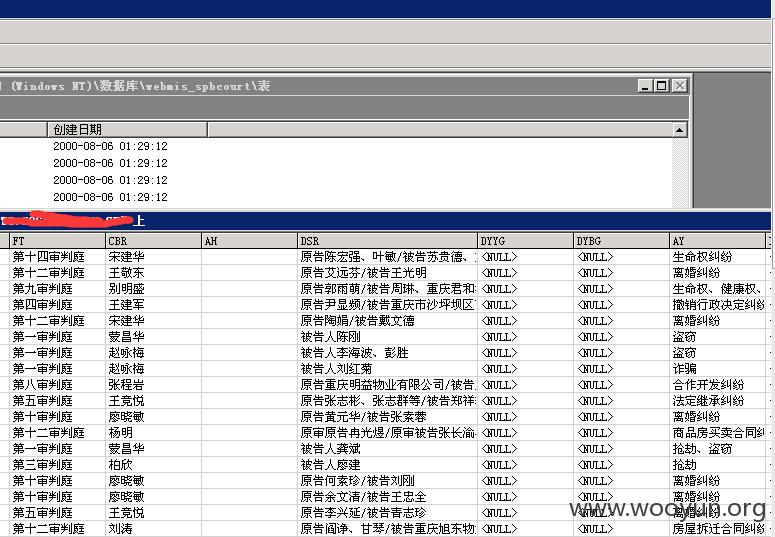 (Windows NT)\数据库\webmis_spbcourt\表
创建日期
2000-08-06 01:29:12
2000-08-06 01:29:12
2000-08-06 01:29:12
2000-08-06 01:29:12
上
FT CBR AH DSR DYYG DYBG AY
第十四审判庭 宋建华 原告陈宏强、叶敏/被告苏贵德、 <NULL> <NULL> 生命权纠纷
第十二审判庭 王敬东 原告艾远芬/被告王光明 <NULL> <NULL> 离婚纠纷
第九审判庭 别明盛 原告郭雨萌/被告周琳、重庆君和 <NULL> <NULL> 生命权、健康权、
第四审判庭 王建军 原告尹显频/被告重庆市沙坪坝区 <NULL> <NULL> 撤销行政决定纠纷
第十二审判庭 宋建华 原告陶娟/被告戴文德 <NULL> <NULL> 离婚纠纷
第一审判庭 蒙昌华 被告人陈刚 <NULL> <NULL> 盗窃
第一审判庭 赵咏梅 被告人李海波、彭胜 <NULL> <NULL> 盗窃
第一审判庭 赵咏梅 被告人刘红菊 <NULL> <NULL> 诈骗
第八审判庭 张程岩 原告重庆明益物业有限公司/被告 <NULL> <NULL> 合作开发纠纷
第五审判庭 王竞悦 原告张志彬、张志群等/被告郑祥 <NULL> <NULL> 法定继承纠纷
第十审判庭 廖晓敏 原告黄元华/被告张素蓉 <NULL> <NULL> 离婚纠纷
第十二审判庭 杨明 原审原告冉光煜/原审被告张长渝 <NULL> <NULL> 商品房买卖合同纠
第一审判庭 蒙昌华 被告人龚斌 <NULL> <NULL> 抢劫、盗窃
第三审判庭 柏欣 被告人廖建 <NULL> <NULL> 抢劫
第十审判庭 廖晓敏 原告何素珍/被告刘刚 <NULL> <NULL> 离婚纠纷
第十审判庭 廖晓敏 原告余文清/被告王忠全 <NULL> <NULL> 离婚纠纷
第五审判庭 王竞悦 原告李兴延/被告青志珍 <NULL> <NULL> 离婚纠纷
第十二审判庭 刘涛 原告阎诤、甘琴/被告重庆旭东物 <NULL> <NULL> 房屋拆迁合同纠
www.wooyun.org